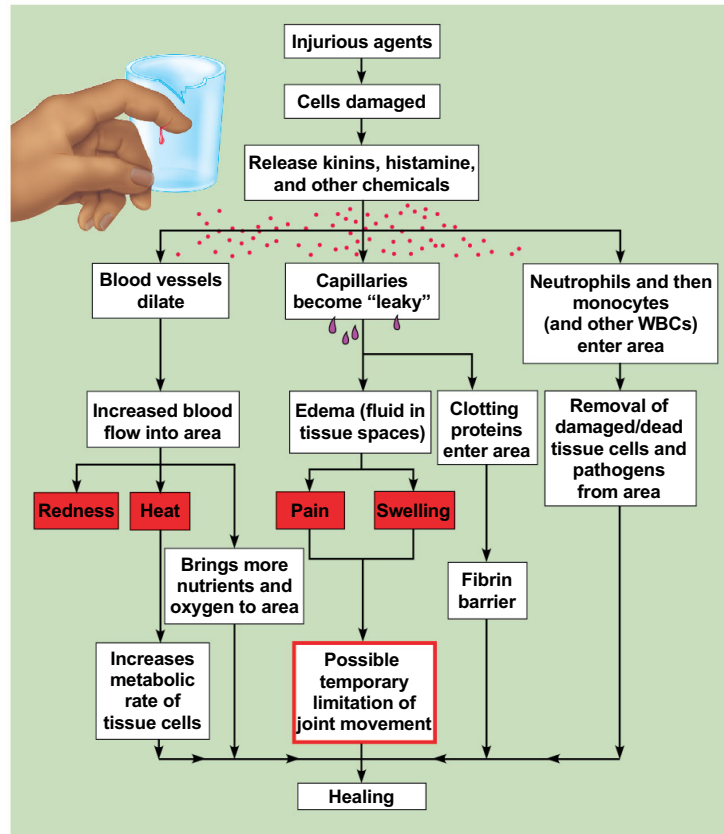 Injurious agents
Cells damaged
Release kinins, histamine,
and other chemicals
Blood vessels
dilate
Capillaries
become “leaky”
Neutrophils and then
monocytes
(and other WBCs)
enter area
Increased blood
flow into area
Edema (fluid in
tissue spaces)
Clotting
proteins
enter area
Removal of
damaged/dead
tissue cells and
pathogens
from area
Redness
Heat
Pain
Swelling
Brings more
nutrients and
oxygen to area
Fibrin
barrier
Increases
metabolic
rate of
tissue cells
Possible
temporary
limitation of
joint movement
Healing